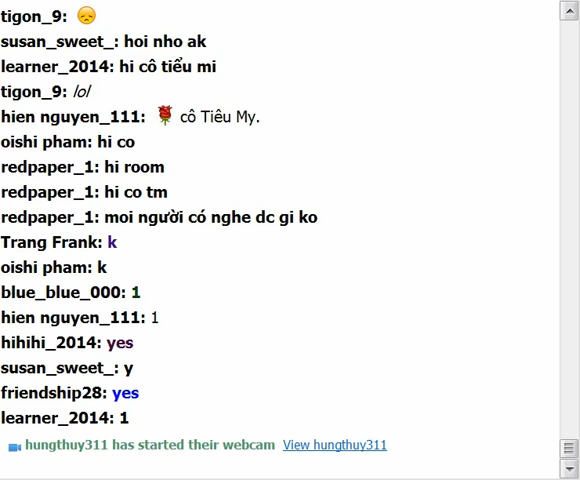 tigon_9:
susan_sweet_: hoi nho ak
learner_2014: hi cô tiểu mi
tigon_9: lol
hien nguyen_111: cô Tiêu My.
oishi pham: hi co
redpaper_1: hi room
redpaper_1: hi co tm
redpaper_1: moi người có nghe dc gi ko
Trang Frank: k
oishi pham: k
blue_blue_000: 1
hien nguyen_111: 1
hihihi_2014: yes
susan_sweet_: y
friendship28: yes
learner_2014: 1
hungthuy311 has started their webcam View hungthuy311